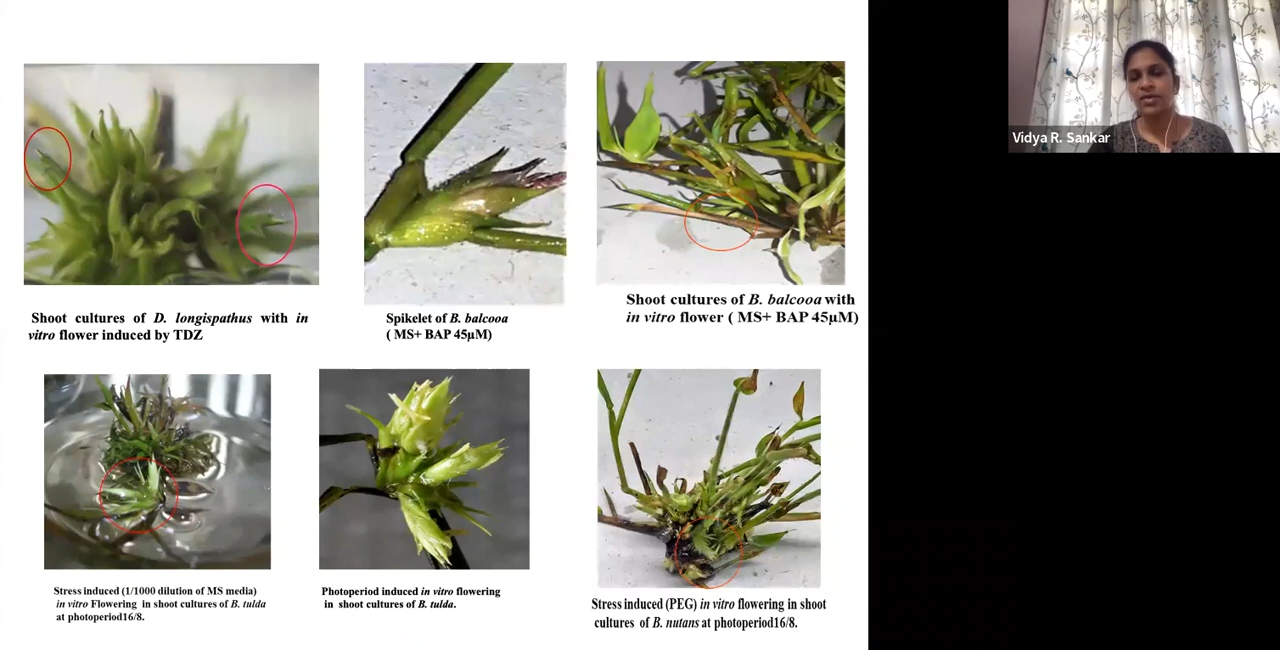 Vidya R. Sankar
Shoot cultures of D. longispathus with in
vitro flower induced by TDZ
Spikelet of B. balcooa
( MS+ BAP 45µM)
Shoot cultures of B. balcooa with
in vitro flower ( MS+ BAP 45µM)
Stress induced (1/1000 dilution of MS media)
in vitro Flowering in shoot cultures of B. tulda
at photoperiod16/8.
Photoperiod induced in vitro flowering
in shoot cultures of B. tulda.
Stress induced (PEG) in vitro flowering in shoot
cultures of B. nutans at photoperiod16/8.